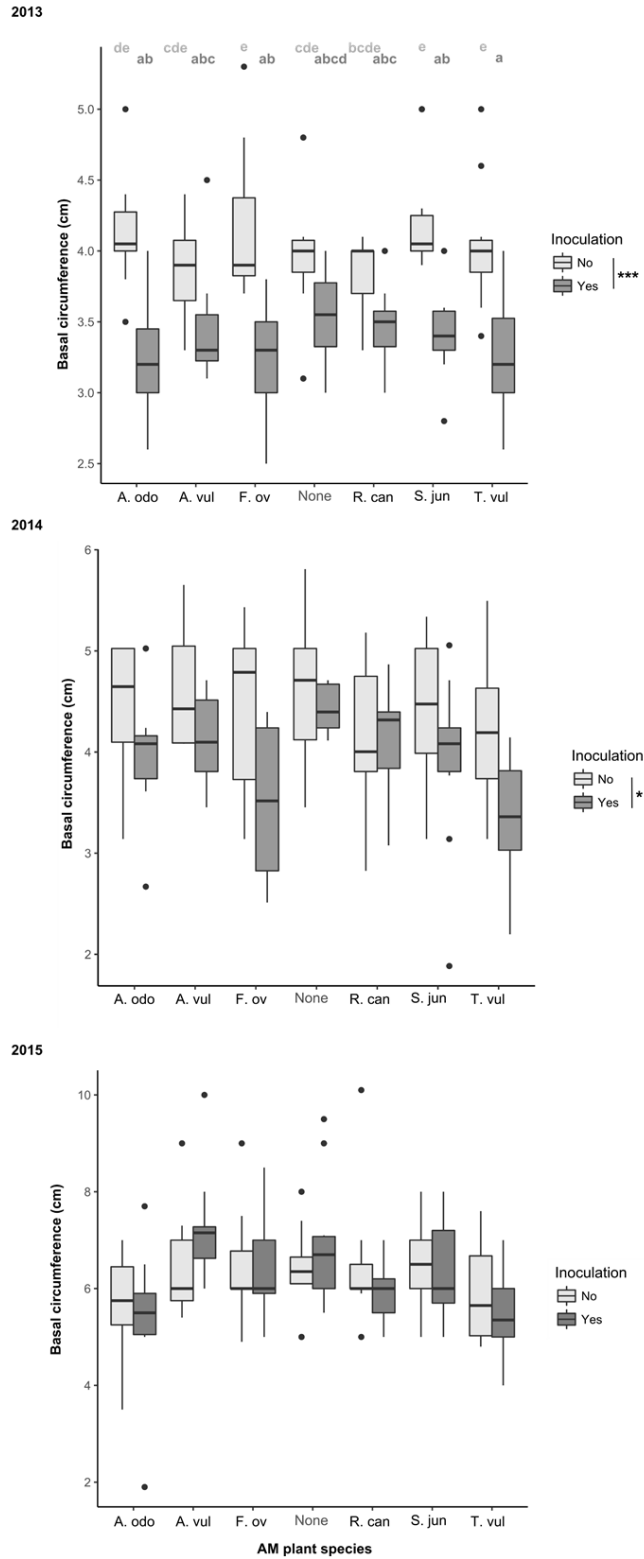 2013
de cde e cde bcde e e
ab abc ab abcd abc ab a
5.0
4.5
4.0
3.5
3.0
2.5
Basal circumference (cm)
Inoculation
No
Yes
***
A. odo A. vul F. ov None R. can S. jun T. vul
2014
6
5
4
3
2
Basal circumference (cm)
Inoculation
No
Yes
*
A. odo A. vul F. ov None R. can S. jun T. vul
2015
10
8
6
4
2
Basal circumference (cm)
Inoculation
No
Yes
A. odo A. vul F. ov None R. can S. jun T. vul
AM plant species